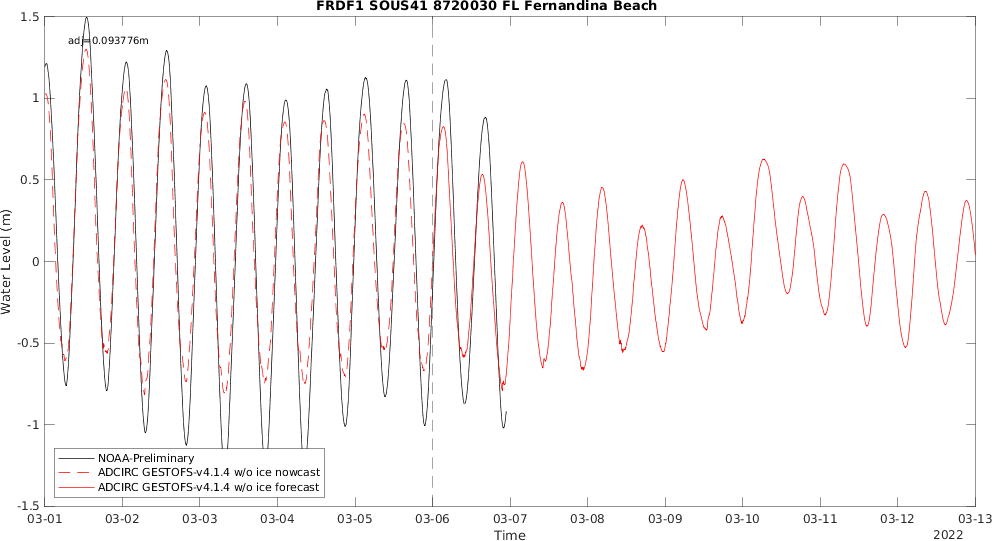 FRDF1 SOUS41 8720030 FL Fernandina Beach
adj=0.093776m
1.5
1
0.5
0
-0.5
-1
-1.5
Water Level (m)
NOAA-Preliminary
ADCIRC GESTOFS-v4.1.4 w/o ice nowcast
ADCIRC GESTOFS-v4.1.4 w/o ice forecast
03-01 03-02 03-03 03-04 03-05 03-06 03-07 03-08 03-09 03-10 03-11 03-12 03-13
Time
2022